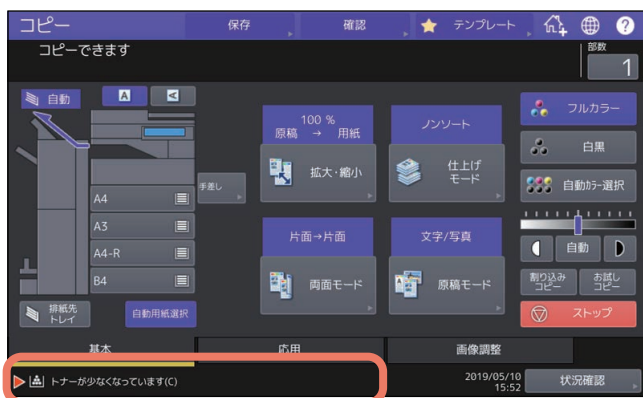 コピー
保存
確認
テンプレート
?
コピーできます
部数
1
自動
A
A
100 %
原稿 → 用紙
拡大・縮小
ノンソート
仕上げ
モード
フルカラー
白黒
自動カラー選択
手差し
A4
A3
A4-R
B4
片面→片面
両面モード
文字/写真
原稿モード
自動
割り込み
コピー
お試し
コピー
排紙先
トレイ
自動用紙選択
ストップ
基本
応用
画像調整
トナーが少なくなっています(C)
2019/05/10
15:52
状況確認